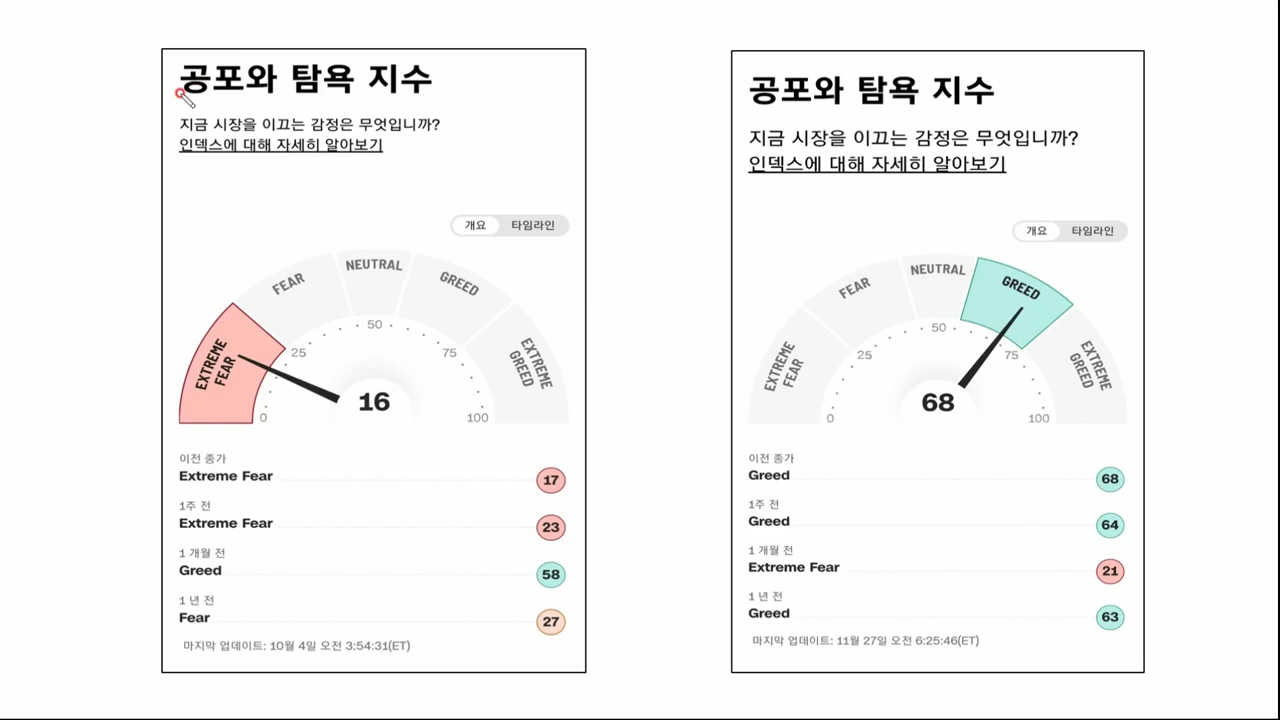 공포와 탐욕 지수
지금 시장을 이끄는 감정은 무엇입니까?
인덱스에 대해 자세히 알아보기
개요 타임라인
EXTREME FEAR
FEAR
NEUTRAL
GREED
EXTREME GREED
0
25
50
75
100
16
이전 종가
Extreme Fear 17
1주 전
Extreme Fear 23
1 개월 전
Greed 58
1 년 전
Fear 27
마지막 업데이트: 10월 4일 오전 3:54:31(ET)
공포와 탐욕 지수
지금 시장을 이끄는 감정은 무엇입니까?
인덱스에 대해 자세히 알아보기
개요 타임라인
EXTREME FEAR
FEAR
NEUTRAL
GREED
EXTREME GREED
0
25
50
75
100
68
이전 종가
Greed 68
1주 전
Greed 64
1 개월 전
Extreme Fear 21
1 년 전
Greed 63
마지막 업데이트: 11월 27일 오전 6:25:46(ET)